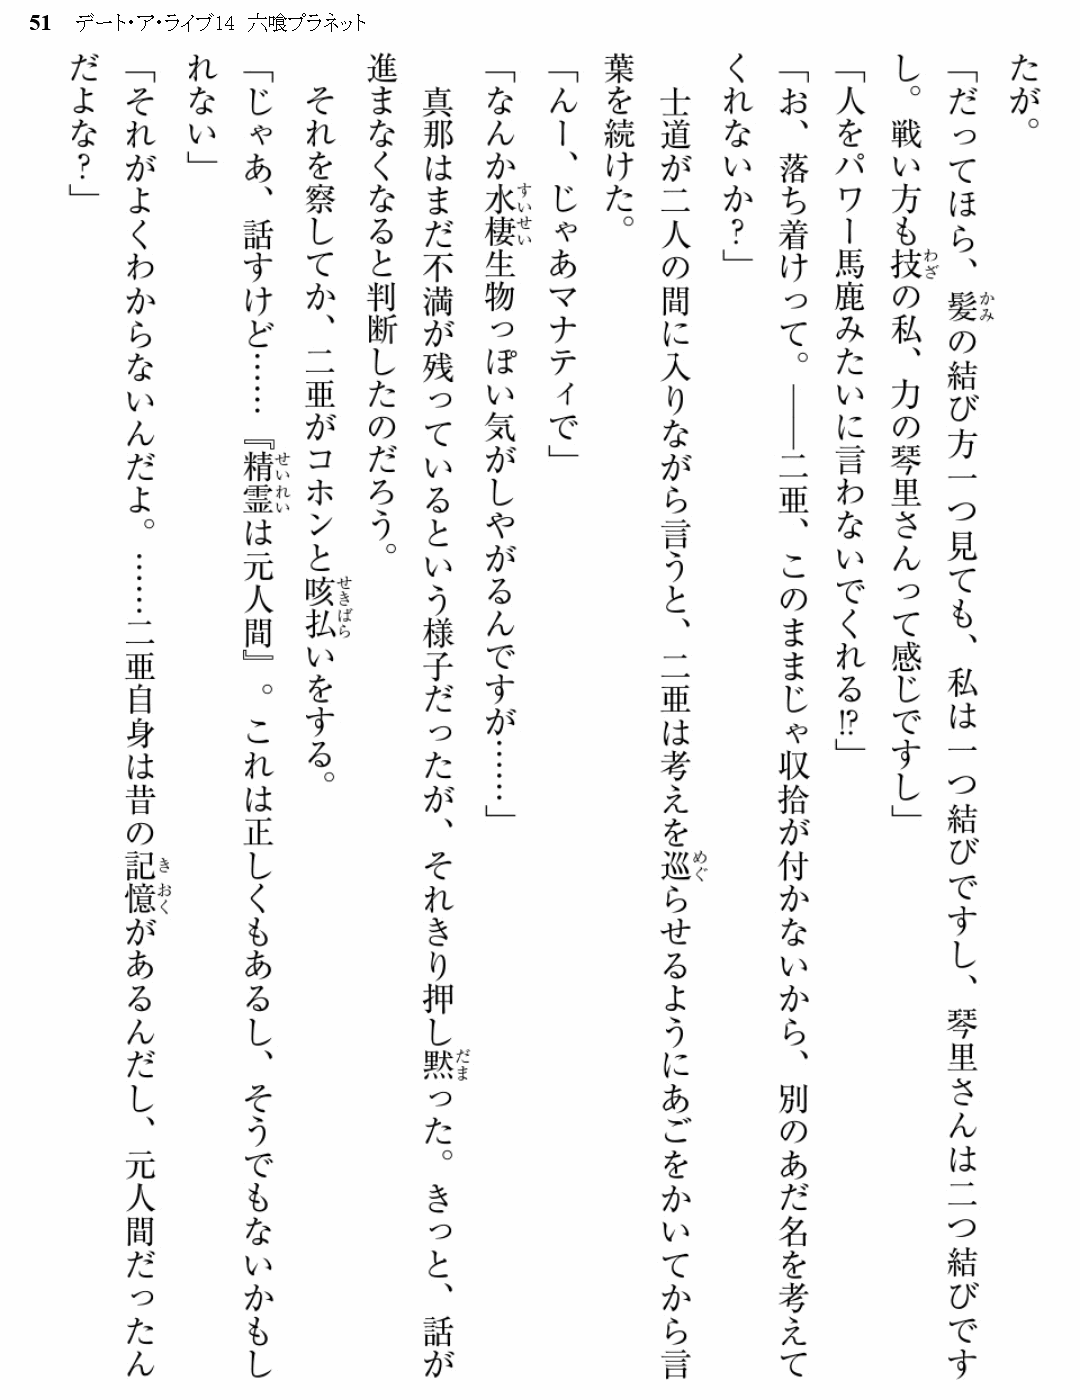 51 デート・ア・ライブ14 六喰プラネット
たが。
「だってほら、髪の結び方一つ見ても、私は一つ結びですし、琴里さんは二つ結びです
し。戦い方も技の私、力の琴里さんって感じですし」
「人をパワー馬鹿みたいに言わないでくれる!?」
「お、落ち着けって。――二亜、このままじゃ収拾が付かないから、別のあだ名を考えて
くれないか？」
　士道が二人の間に入りながら言うと、二亜は考えを巡らせるようにあごをかいてから言
葉を続けた。
「んー、じゃあマナティで」
「なんか水棲生物っぽい気がしやがるんですが……」
　真那はまだ不満が残っているという様子だったが、それきり押し黙った。きっと、話が
進まなくなると判断したのだろう。
　それを察してか、二亜がコホンと咳払いをする。
「じゃあ、話すけど……『精霊は元人間』。これは正しくもあるし、そうでもないかもし
れない」
「それがよくわからないんだよ。……二亜自身は昔の記憶があるんだし、元人間だったん
だよな？」